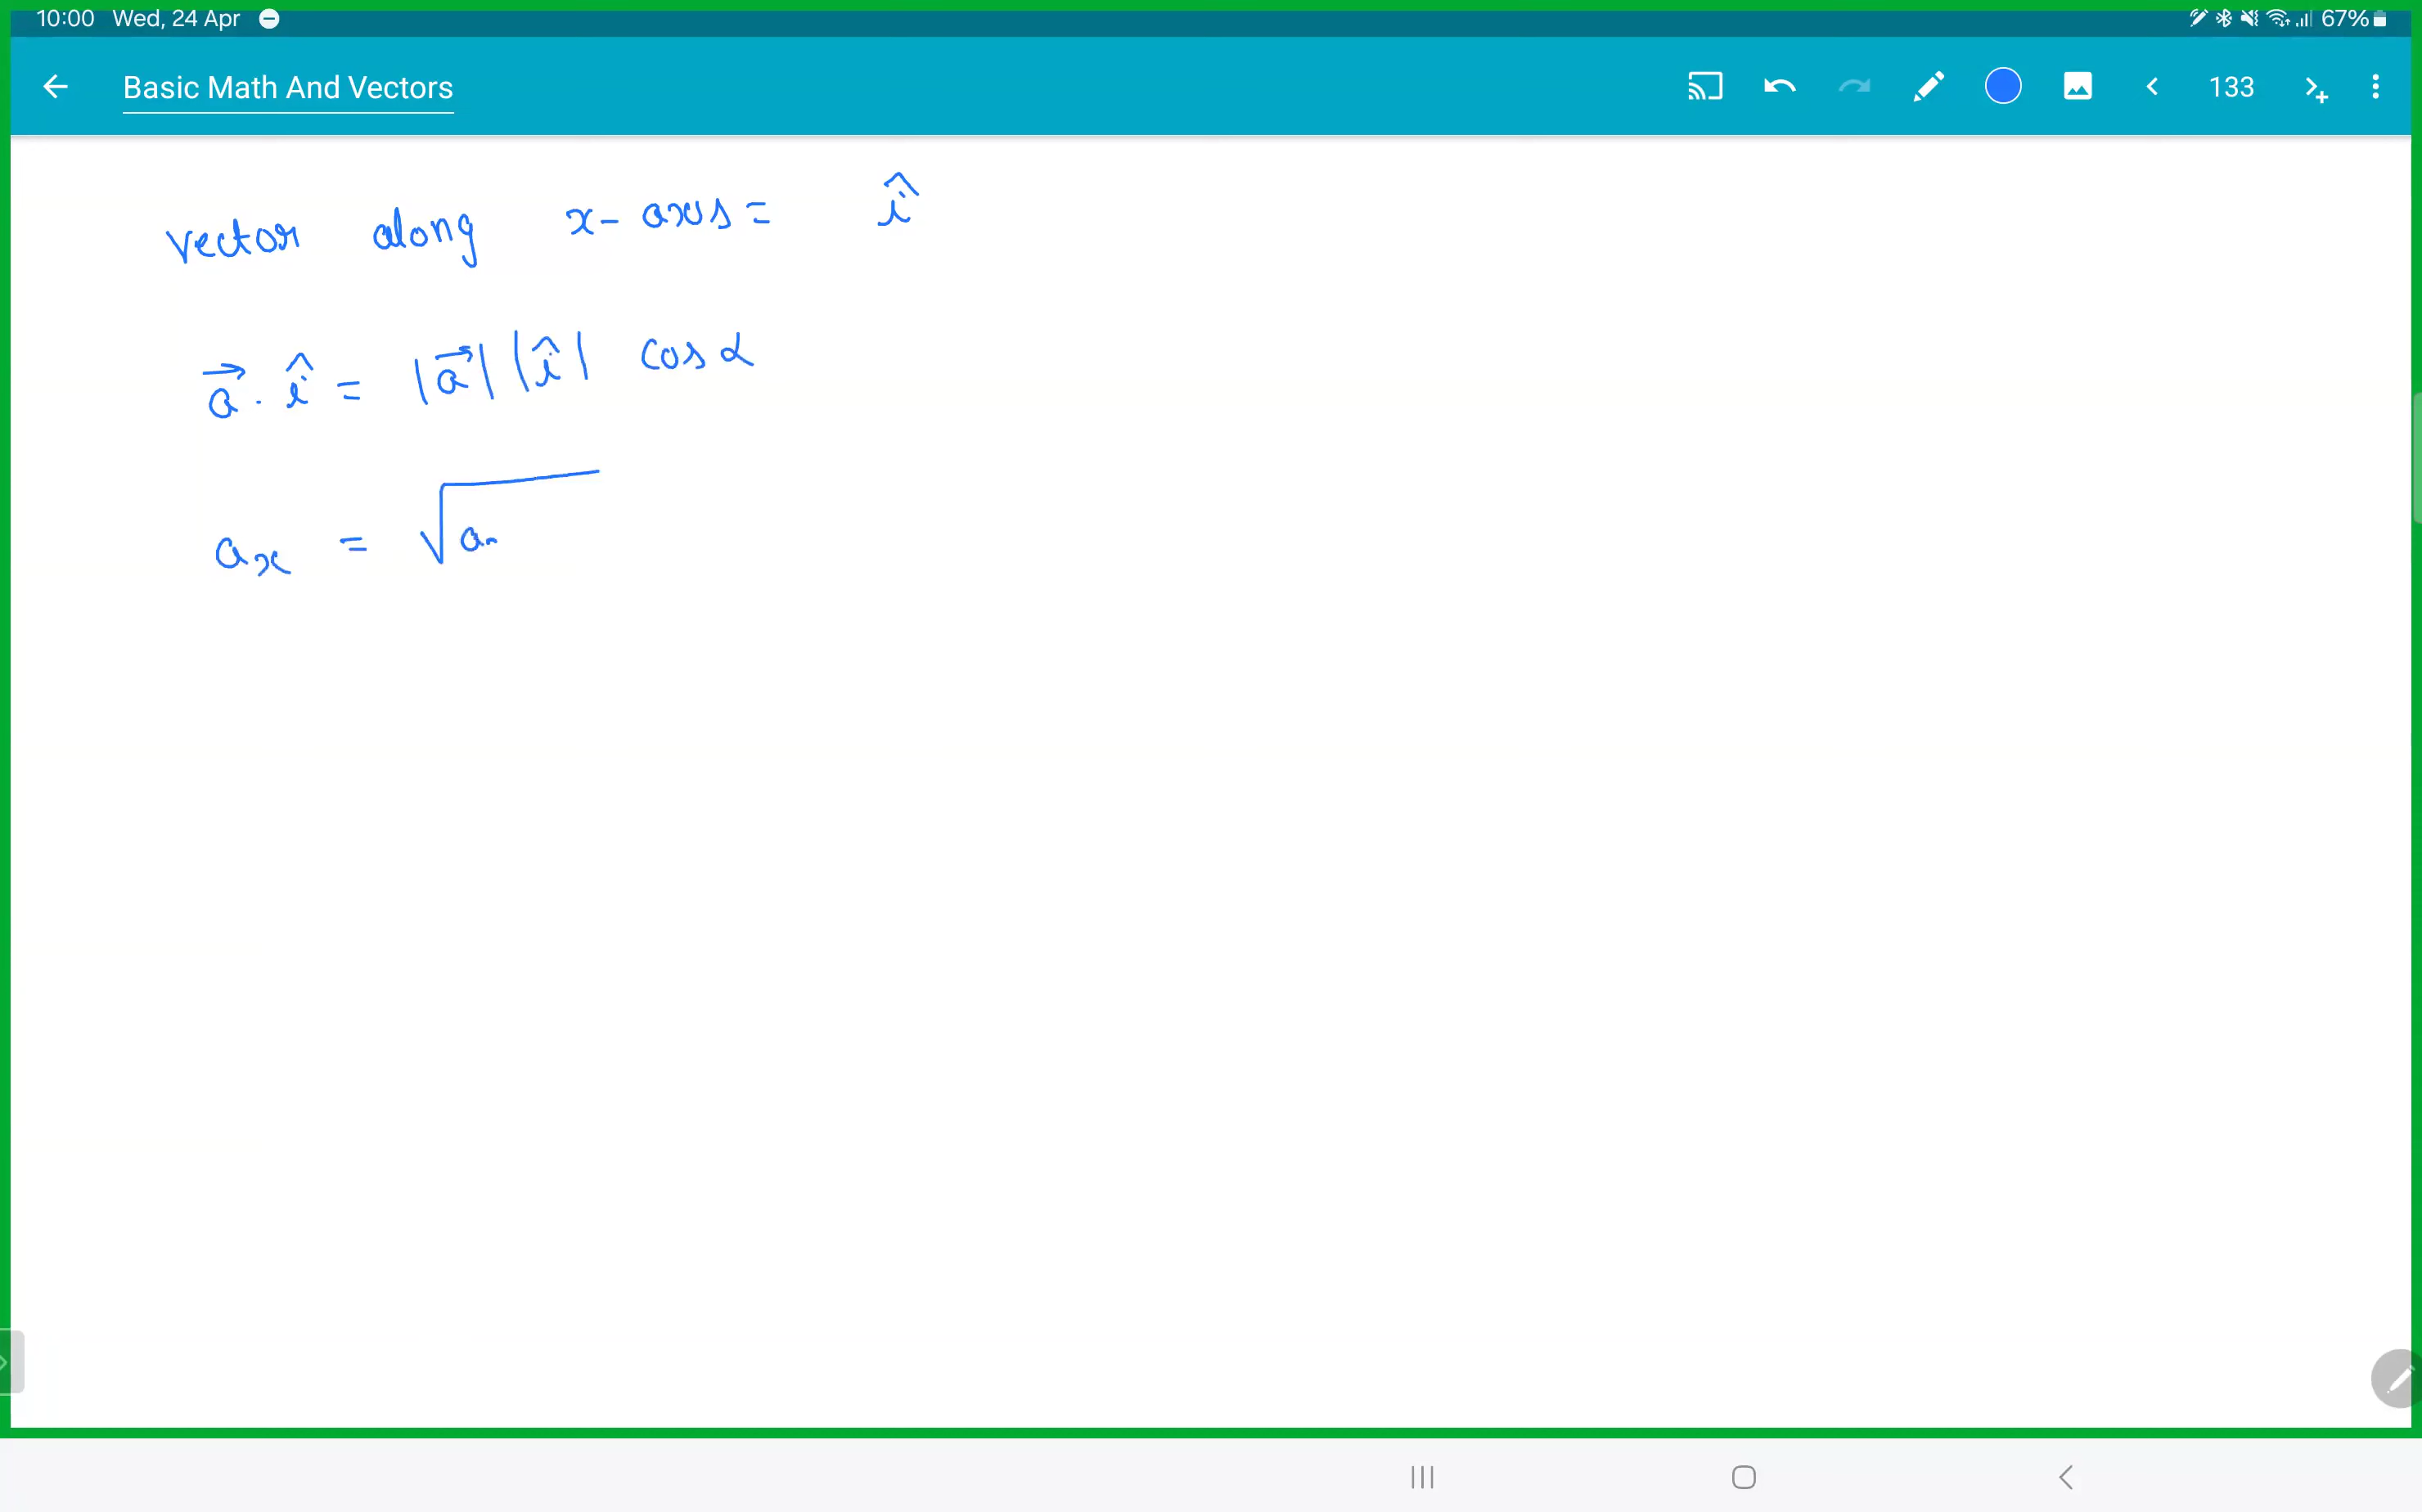 10:00 Wed, 24 Apr 67%
Basic Math And Vectors 133
vector along x-axis = î
a⃗ . î = |a⃗| |î| cos α
aₓ = √a